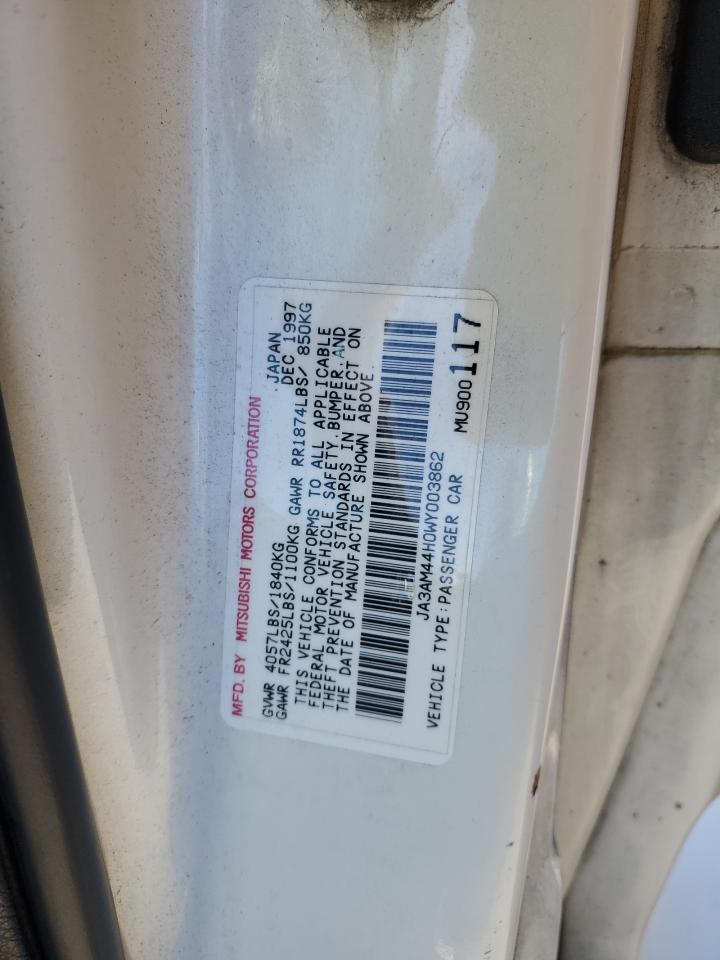 MFD. BY MITSUBISHI MOTORS CORPORATION JAPAN
GVWR 4057LBS/1840KG DEC 1997
GAWR FR2425LBS/1100KG GAWR RR1874LBS/ 850KG
THIS VEHICLE CONFORMS TO ALL APPLICABLE
FEDERAL MOTOR VEHICLE SAFETY, BUMPER, AND
THEFT PREVENTION STANDARDS IN EFFECT ON
THE DATE OF MANUFACTURE SHOWN ABOVE.
JA3AM44H0WY003862
VEHICLE TYPE:PASSENGER CAR MU900117